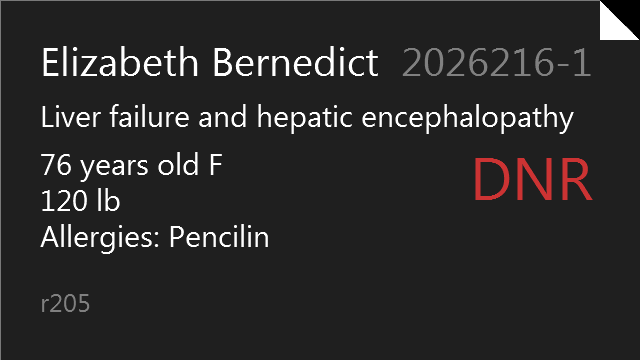 Elizabeth Bernedict 2026216-1
Liver failure and hepatic encephalopathy
76 years old F
120 lb
DNR
Allergies: Pencilin
r205